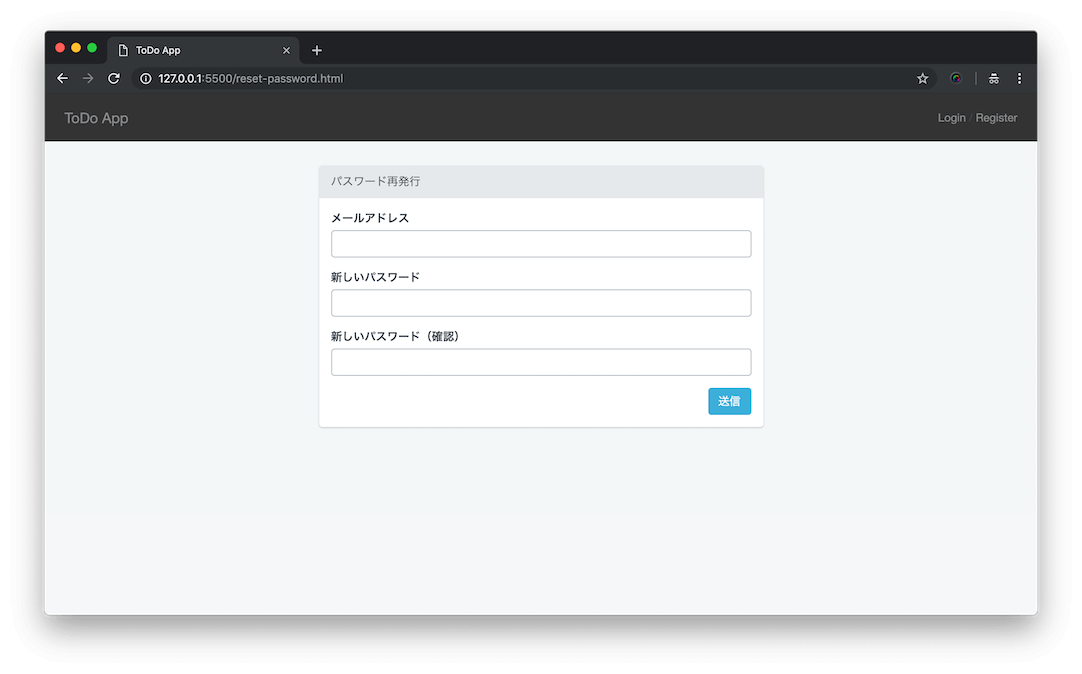 ToDo App
127.0.0.1:5500/reset-password.html
ToDo App
Login / Register
パスワード再発行
メールアドレス
新しいパスワード
新しいパスワード（確認）
送信